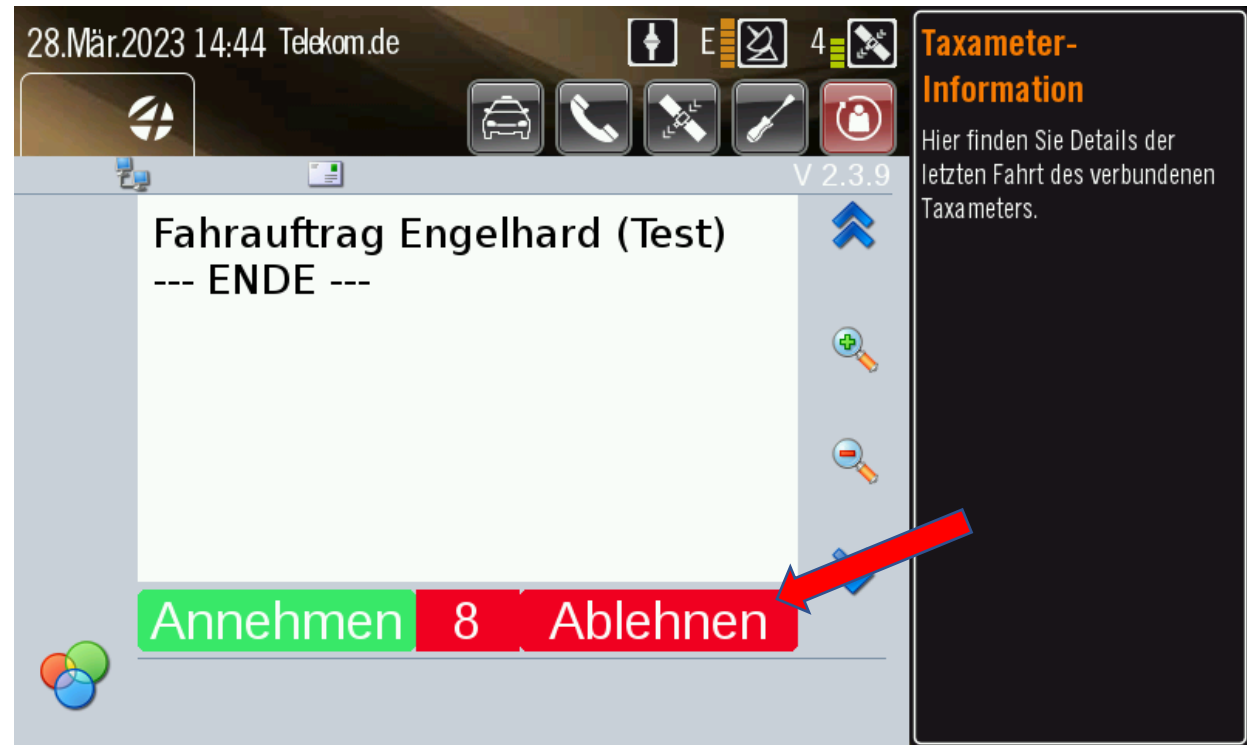 28.Mär.2023 14:44 Telekom.de
E
4
V 2.3.9
Fahrauftrag Engelhard (Test)
--- ENDE ---
Annehmen 8 Ablehnen
Taxameter-
Information
Hier finden Sie Details der
letzten Fahrt des verbundenen
Taxameters.